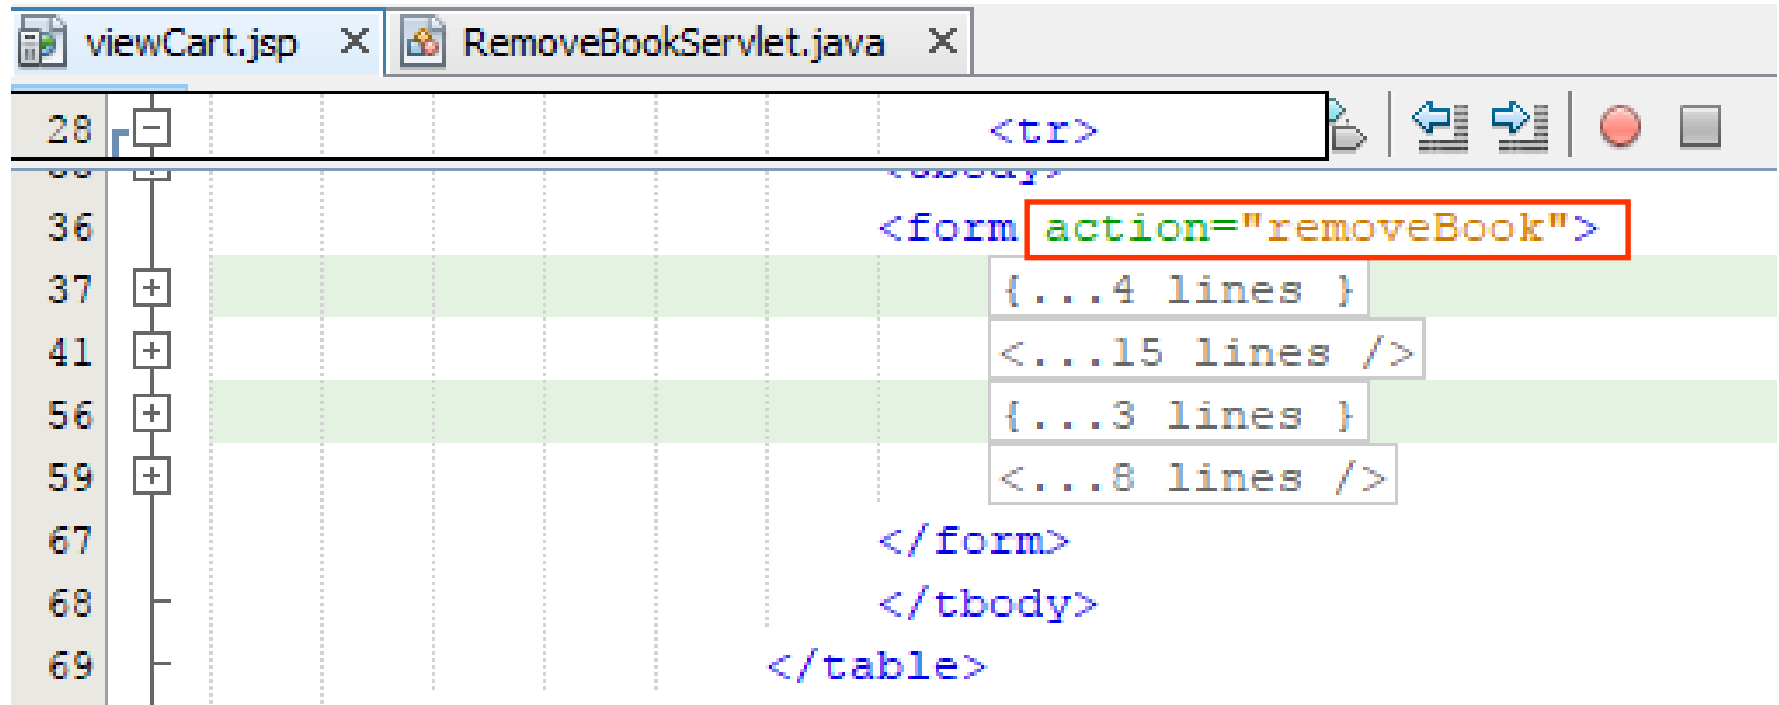 viewCart.jsp RemoveBookServlet.java
28 <tr>
<tbody>
36 <form action="removeBook">
37 {...4 lines }
41 <...15 lines />
56 {...3 lines }
59 <...8 lines />
67 </form>
68 </tbody>
69 </table>